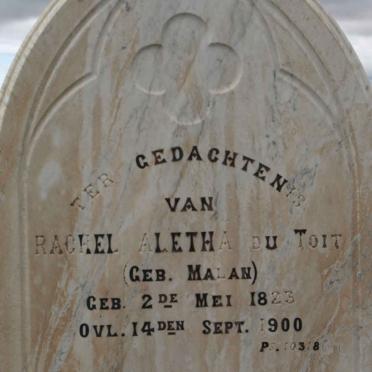 TER GEDACHTENIS
VAN
RACHEL ALETHA DU TOIT
(GEB. MALAN)
GEB. 2DE MEI 1823
OVL. 14DEN SEPT. 1900